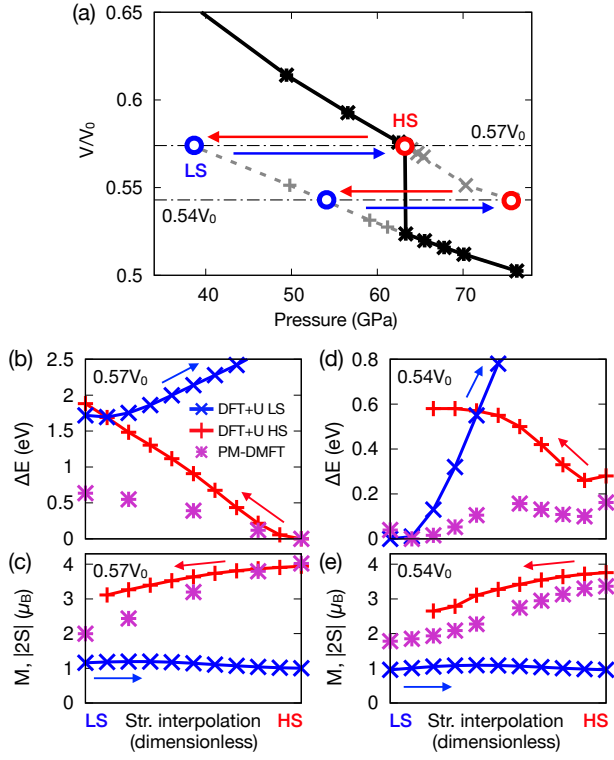 (a)
0.65
0.6
0.55
0.5
V/V₀
HS
LS
0.57V₀
0.54V₀
40 50 60 70
Pressure (GPa)
(b)
2.5
2
1.5
1
0.5
0
ΔE (eV)
0.57V₀
DFT+U LS
DFT+U HS
PM-DMFT
(d)
0.8
0.6
0.4
0.2
0
ΔE (eV)
0.54V₀
(c)
4
3
2
1
0
M, |2S| (μB)
0.57V₀
LS Str. interpolation HS
(dimensionless)
(e)
4
3
2
1
0
M, |2S| (μB)
0.54V₀
LS Str. interpolation HS
(dimensionless)